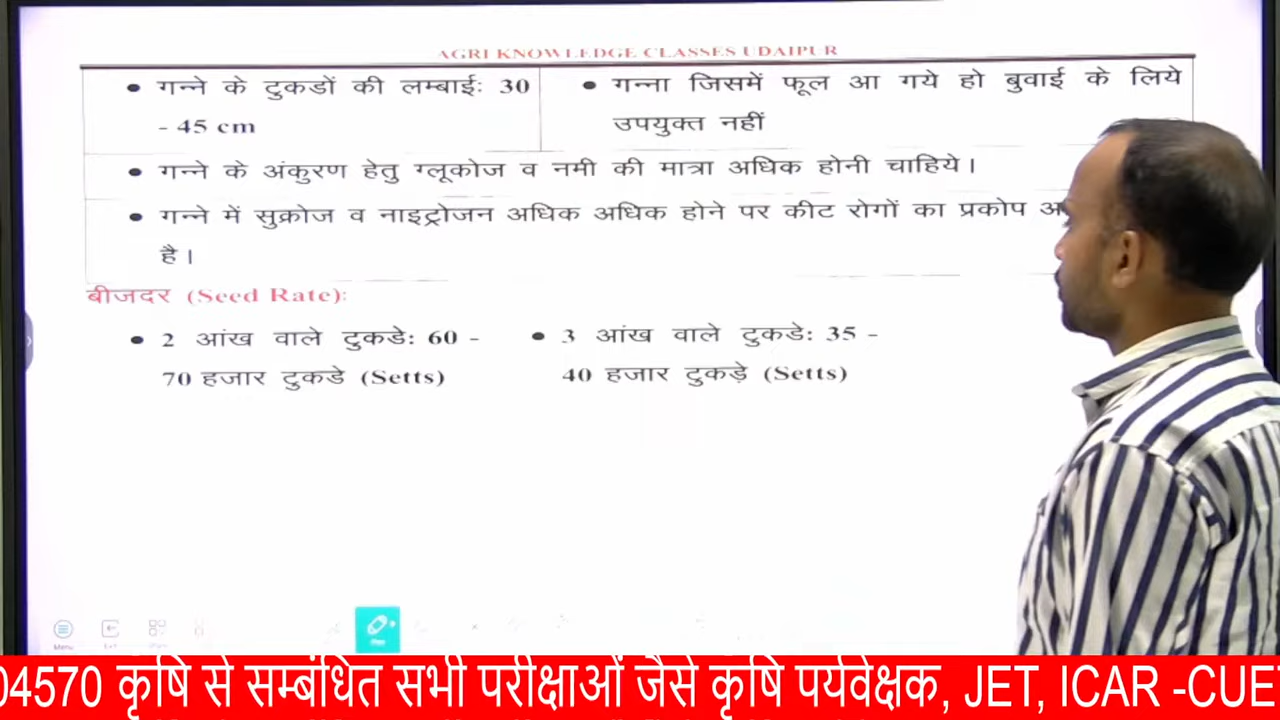 AGRI KNOWLEDGE CLASSES UDAIPUR
• गन्ने के टुकडों की लम्बाईः 30
- 45 cm
• गन्ना जिसमें फूल आ गये हो बुवाई के लिये
उपयुक्त नहीं
• गन्ने के अंकुरण हेतु ग्लूकोज व नमी की मात्रा अधिक होनी चाहिये।
• गन्ने में सुक्रोज व नाइट्रोजन अधिक अधिक होने पर कीट रोगों का प्रकोप
है।
बीजदर (Seed Rate):
• 2 आंख वाले टुकडे: 60 -
70 हजार टुकडे (Setts)
• 3 आंख वाले टुकडे: 35 -
40 हजार टुकड़े (Setts)
Menu
04570 कृषि से सम्बंधित सभी परीक्षाओं जैसे कृषि पर्यवेक्षक, JET, ICAR -CUE